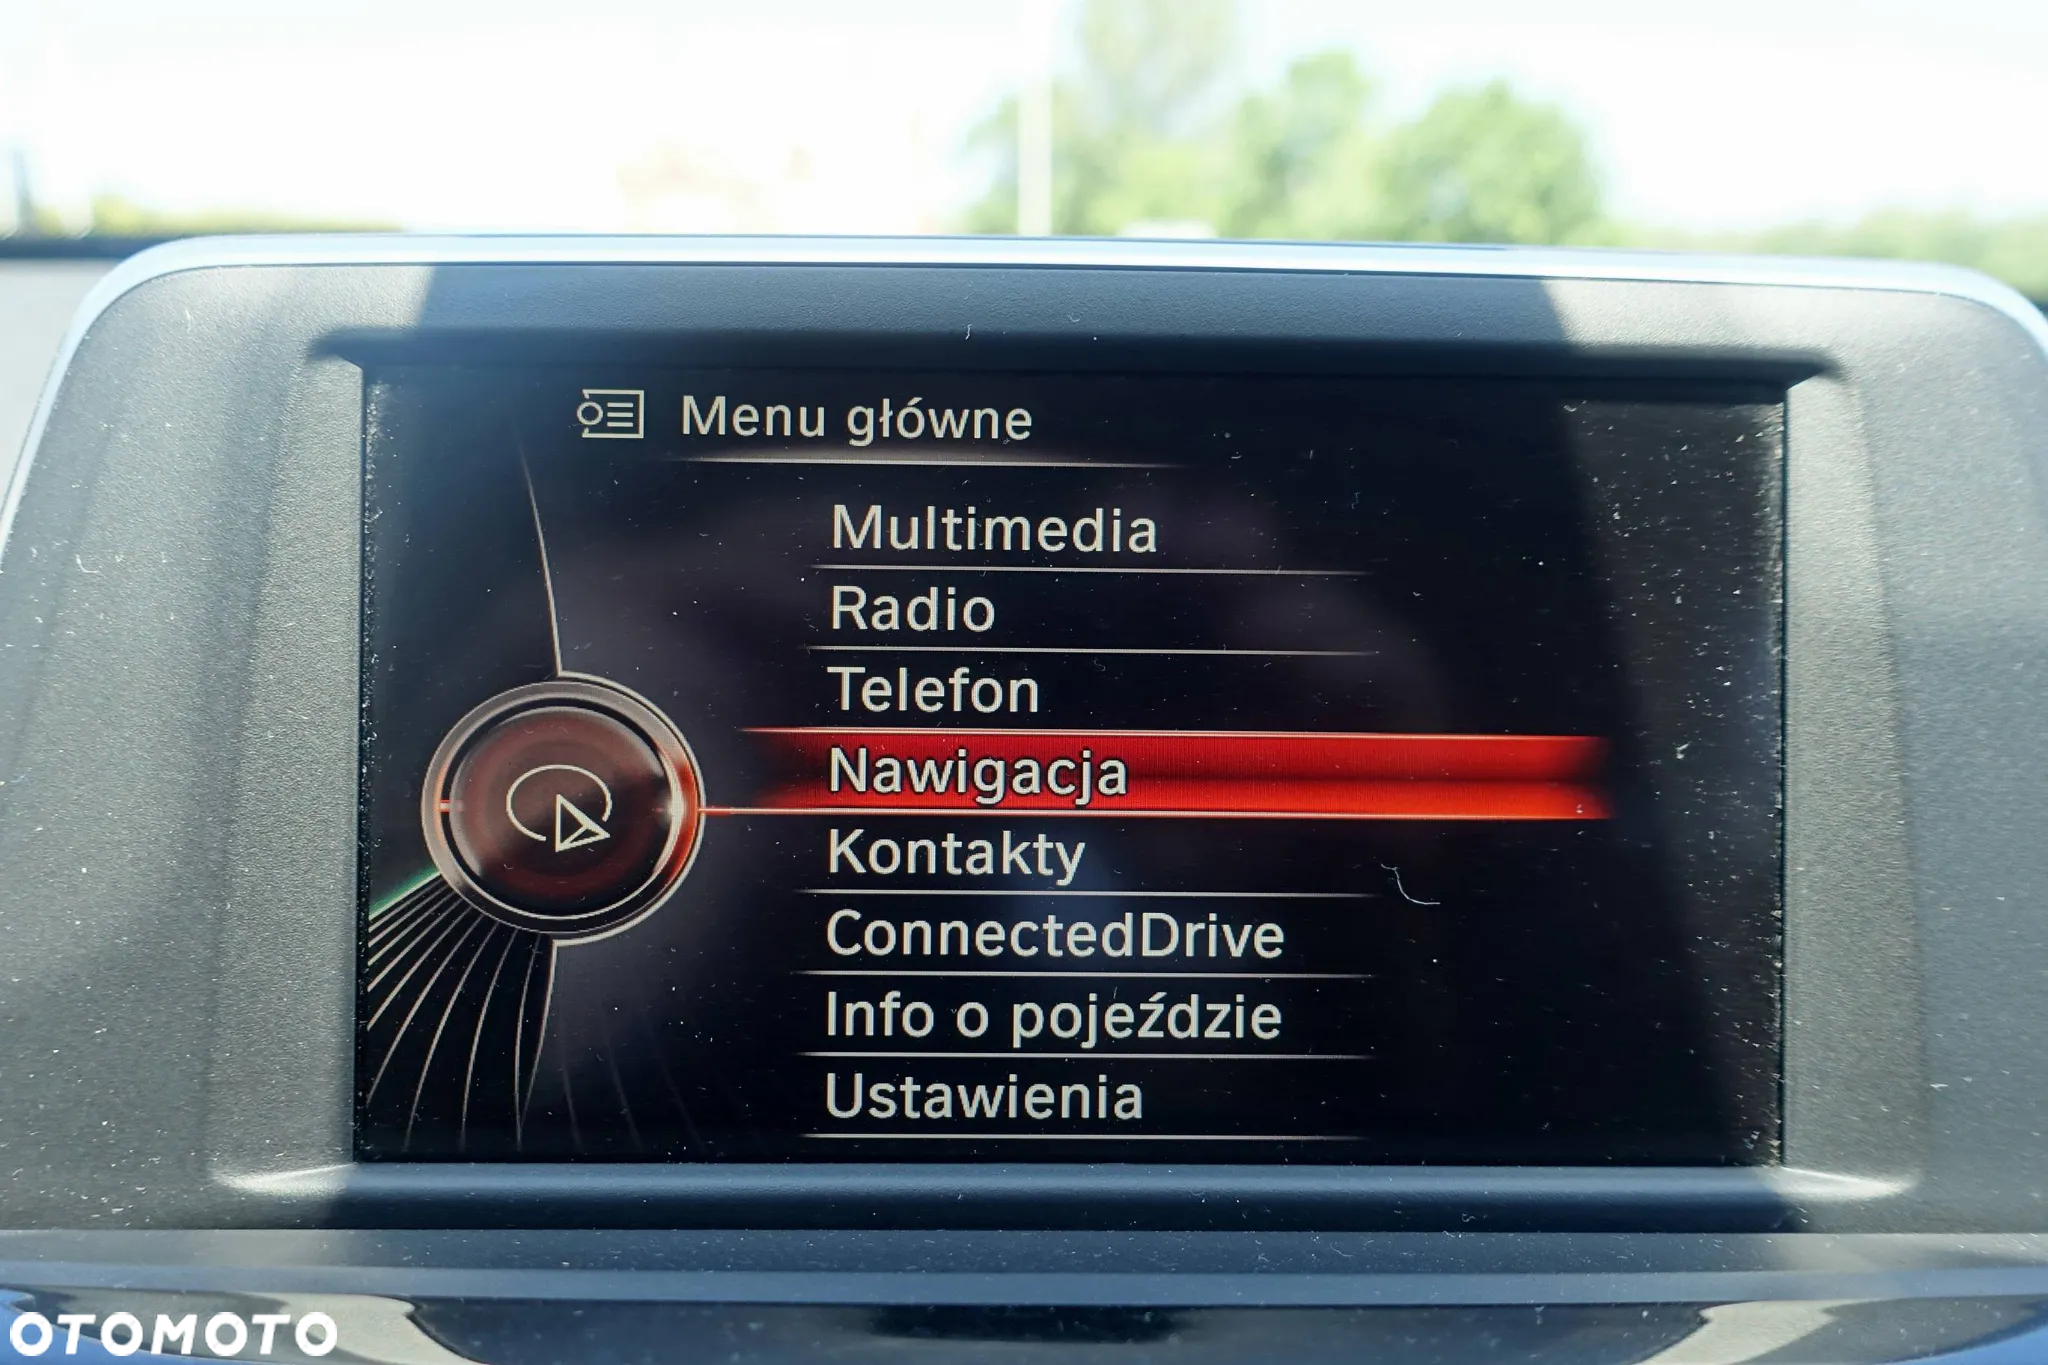 Menu główne
Multimedia
Radio
Telefon
Nawigacja
Kontakty
ConnectedDrive
Info o pojeździe
Ustawienia
OTOMOTO